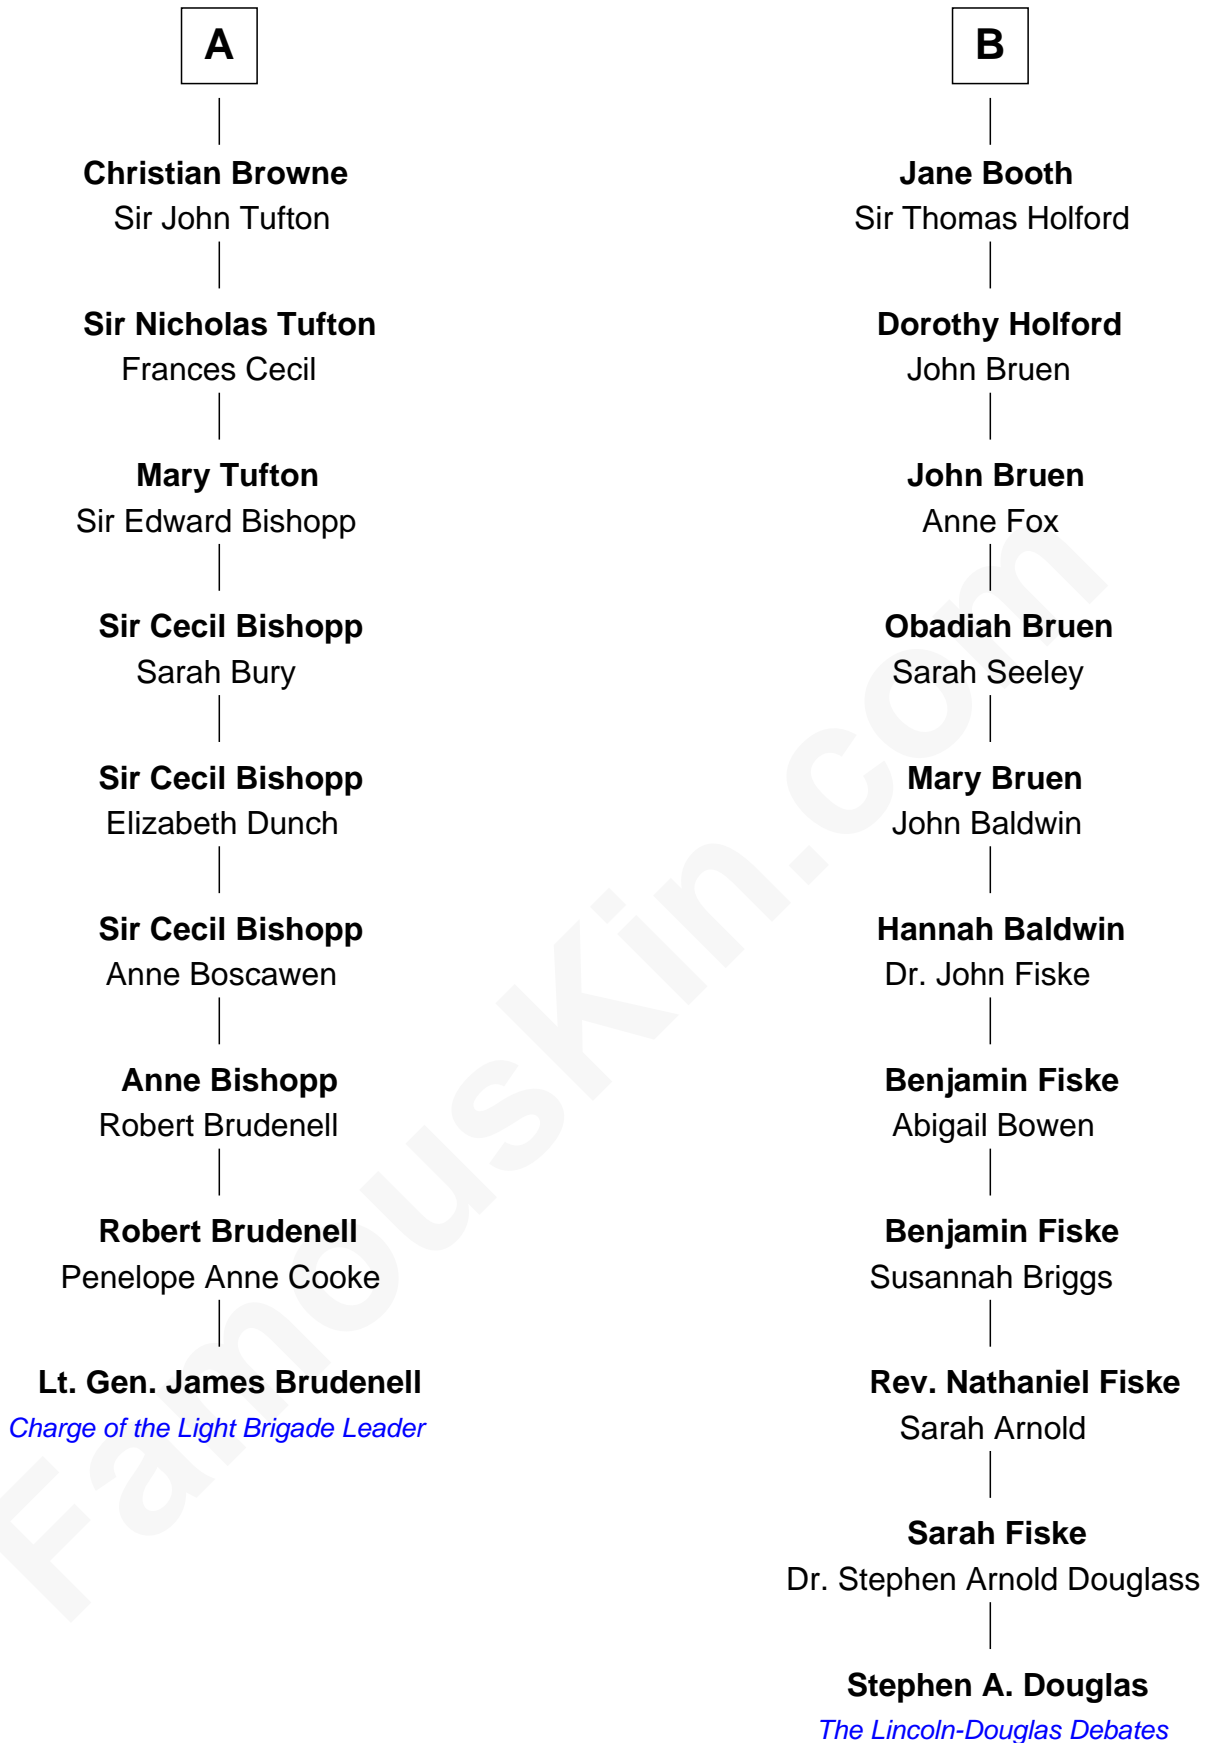 A
Christian Browne
Sir John Tufton
Sir Nicholas Tufton
Frances Cecil
Mary Tufton
Sir Edward Bishopp
Sir Cecil Bishopp
Sarah Bury
Sir Cecil Bishopp
Elizabeth Dunch
Sir Cecil Bishopp
Anne Boscawen
Anne Bishopp
Robert Brudenell
Robert Brudenell
Penelope Anne Cooke
Lt. Gen. James Brudenell
Charge of the Light Brigade Leader
B
Jane Booth
Sir Thomas Holford
Dorothy Holford
John Bruen
John Bruen
Anne Fox
Obadiah Bruen
Sarah Seeley
Mary Bruen
John Baldwin
Hannah Baldwin
Dr. John Fiske
Benjamin Fiske
Abigail Bowen
Benjamin Fiske
Susannah Briggs
Rev. Nathaniel Fiske
Sarah Arnold
Sarah Fiske
Dr. Stephen Arnold Douglass
Stephen A. Douglas
The Lincoln-Douglas Debates
FamousKin.com